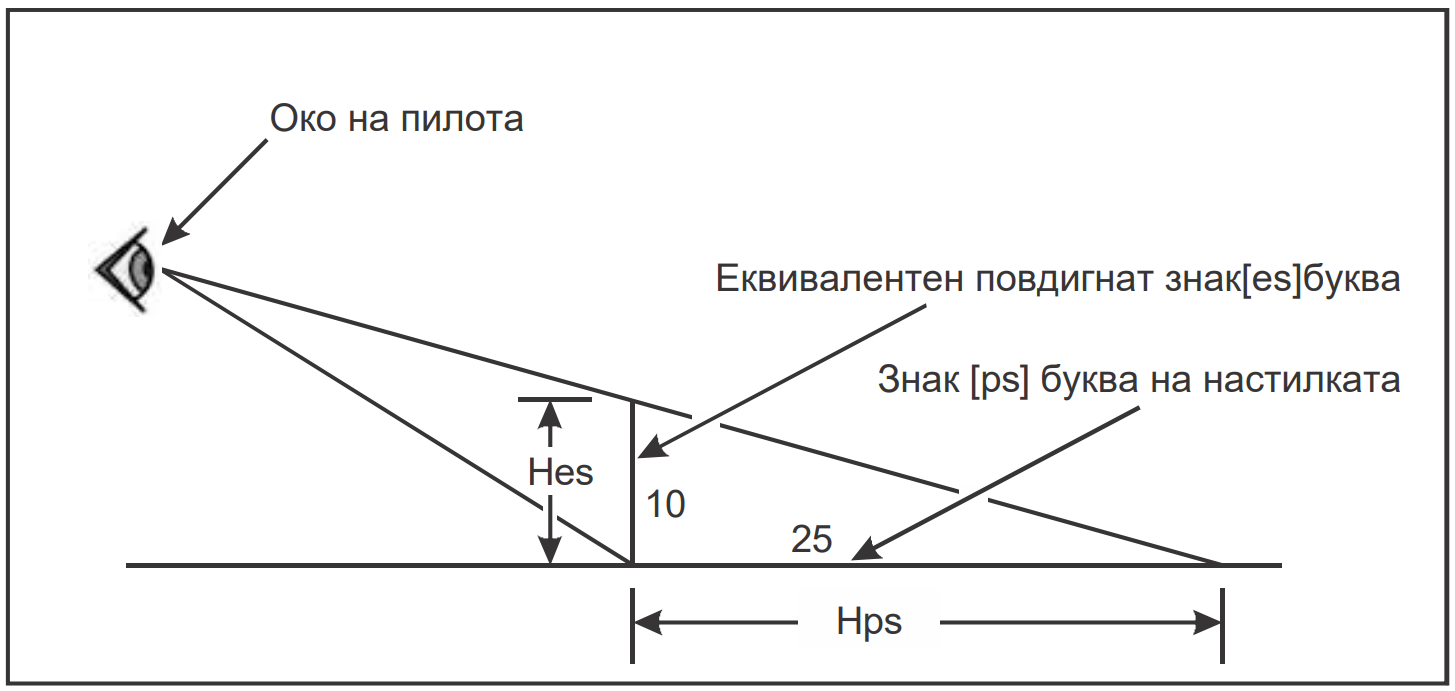 Око на пилота
Еквивалентен повдигнат знак[es]буква
Знак [ps] буква на настилката
Hes
10
25
Hps